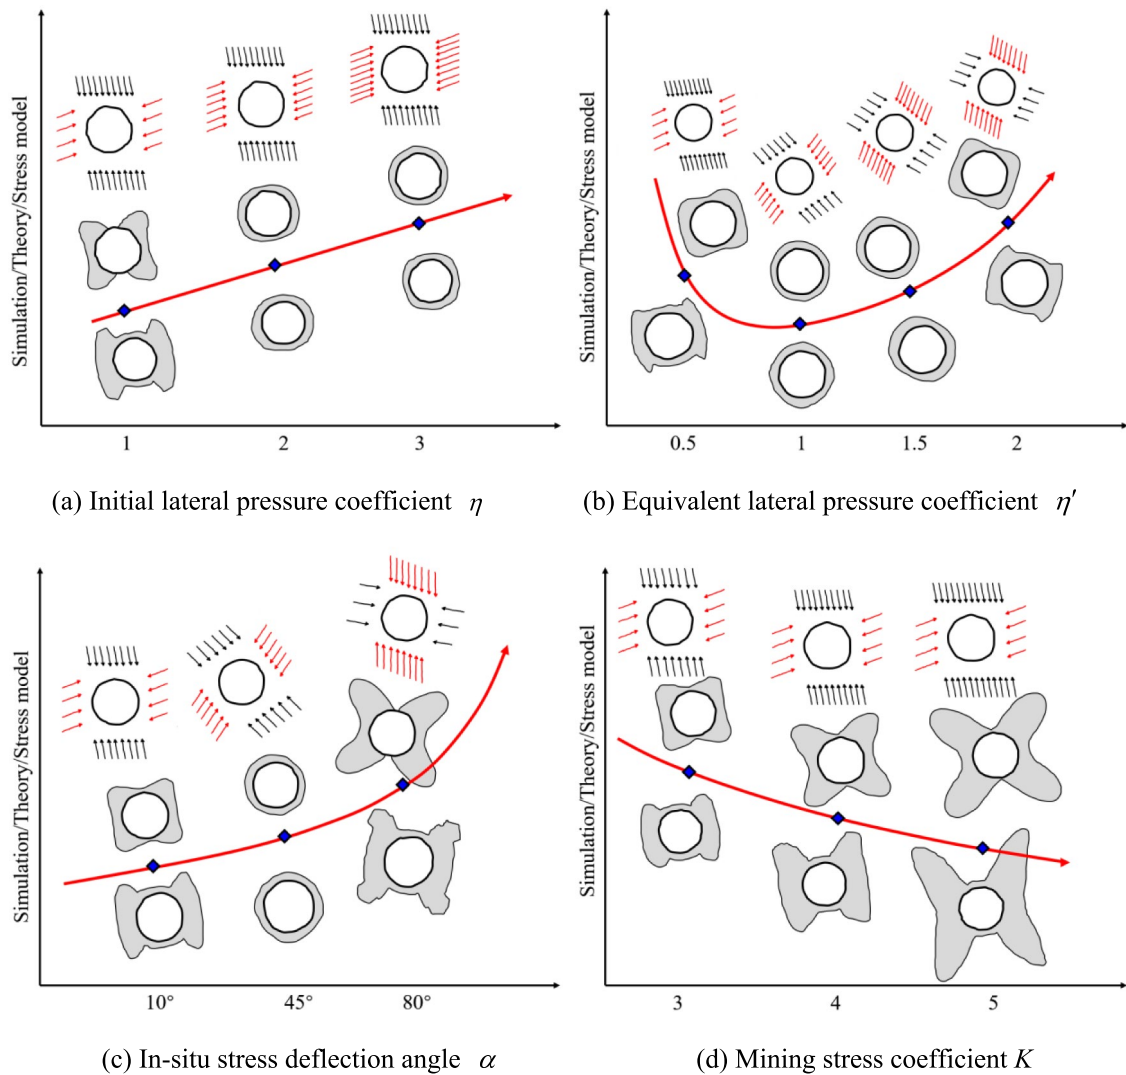 Simulation/Theory/Stress model
1 2 3
(a) Initial lateral pressure coefficient η
Simulation/Theory/Stress model
0.5 1 1.5 2
(b) Equivalent lateral pressure coefficient η′
Simulation/Theory/Stress model
10° 45° 80°
(c) In-situ stress deflection angle α
Simulation/Theory/Stress model
3 4 5
(d) Mining stress coefficient K